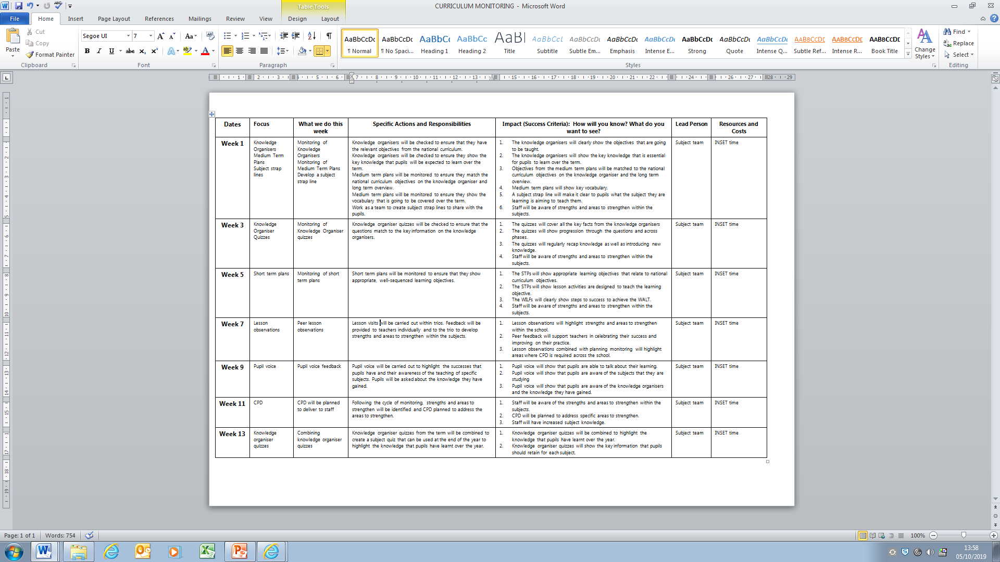 CURRICULUM MONITORING - Microsoft Word
Table Tools
File Home Insert Page Layout References Mailings Review View Design Layout
Paste
Cut
Copy
Format Painter
Clipboard
Segoe UI 7
Font
Paragraph
AaBbCcDc AaBbCcDc AaBbCc AaBbCc AaBl AaBbCcL AaBbCcDc AaBbCcDc AaBbCcDc AaBbCcDc AaBbCcDc AaBbCcDc AABBCCDE AABBCCDE AABBCCDE
¶ Normal ¶ No Spaci... Heading 1 Heading 2 Title Subtitle Subtle Em... Emphasis Intense E... Strong Quote Intense Q... Subtle Ref... Intense R... Book Title
Styles
Change Styles
Find
Replace
Select
Editing
Dates
Focus
What we do this
week
Specific Actions and Responsibilities
Impact (Success Criteria): How will you know? What do you
want to see?
Lead Person
Resources and
Costs
Week 1
Knowledge
Organisers
Medium Term
Plans
Subject strap
lines
Monitoring of
Knowledge
Organisers
Monitoring of
Medium Term Plans
Develop a subject
strap line
Knowledge organisers will be checked to ensure that they have
the relevant objectives from the national curriculum.
Knowledge organisers will be checked to ensure they show the
key knowledge that pupils will be expected to learn over the
term.
Medium term plans will be monitored to ensure they match the
national curriculum objectives on the knowledge organiser and
long term overview.
Medium term plans will be monitored to ensure they show the
vocabulary that is going to be covered over the term.
Work as a team to create subject strap lines to share with the
pupils.
1. The knowledge organisers will clearly show the objectives that are going
to be taught.
2. The knowledge organisers will show the key knowledge that is essential
for pupils to learn over the term.
3. Objectives from the medium term plans will be matched to the national
curriculum objectives on the knowledge organiser and the long term
overview.
4. Medium term plans will show key vocabulary.
5. A subject strap line will make it clear to pupils what the subject they are
learning is aiming to teach them.
6. Staff will be aware of strengths and areas to strengthen within the
subjects.
Subject team
INSET time
Week 3
Knowledge
Organiser
Quizzes
Monitoring of
Knowledge Organiser
quizzes
Knowledge organiser quizzes will be checked to ensure that the
questions match to the key information on the knowledge
organisers.
1. The quizzes will cover all the key facts from the knowledge organisers
2. The quizzes will show progression through the questions and across
phases.
3. The quizzes will regularly recap knowledge as well as introducing new
knowledge.
4. Staff will be aware of strengths and areas to strengthen within the
subjects.
Subject team
INSET time
Week 5
Short term plans
Monitoring of short
term plans
Short term plans will be monitored to ensure that they show
appropriate, well-sequenced learning objectives.
1. The STPs will show appropriate learning objectives that relate to national
curriculum objectives.
2. The STPs will show lesson activities are designed to teach the learning
objective.
3. The WILFs will clearly show steps to success to achieve the WALT.
4. Staff will be aware of strengths and areas to strengthen within the
subjects.
Subject team
INSET time
Week 7
Lesson
observations
Peer lesson
observations
Lesson visits will be carried out within trios. Feedback will be
provided to teachers individually and to the trio to develop
strengths and areas to strengthen within the subjects.
1. Lesson observations will highlight strengths and areas to strengthen
within the school.
2. Peer feedback will support teachers in celebrating their success and
improving on their practice.
3. Lesson observations combined with planning monitoring will highlight
areas where CPD is required across the school.
Subject team
INSET time
Week 9
Pupil voice
Pupil voice feedback
Pupil voice will be carried out to highlight the successes that
pupils have and their awareness of the teaching of specific
subjects. Pupils will be asked about the knowledge they have
gained.
1. Pupil voice will show that pupils are able to talk about their learning.
2. Pupil voice will show that pupils are aware of the subjects that they are
studying
3. Pupil voice will show that pupils are aware of the knowledge organisers
and the knowledge they have gained.
Subject team
INSET time
Week 11
CPD
CPD will be planned
to deliver to staff
Following the cycle of monitoring, strengths and areas to
strengthen will be identified and CPD planned to address the
areas to strengthen.
1. Staff will be aware of the strengths and areas to strengthen within the
subjects.
2. CPD will be planned to address specific areas to strengthen.
3. Staff will have increased subject knowledge.
Subject team
INSET time
Week 13
Knowledge
organiser
quizzes
Combining
knowledge organiser
quizzes
Knowledge organiser quizzes from the term will be combined to
create a subject quiz that can be used at the end of the year to
highlight the knowledge that pupils have learnt over the year.
1. Knowledge organiser quizzes will be combined to highlight the
knowledge that pupils have learnt over the year.
2. Knowledge organiser quizzes will show the key information that pupils
should retain for each subject.
Subject team
INSET time
Page: 1 of 1 Words: 754
100%
13:58
05/10/2019